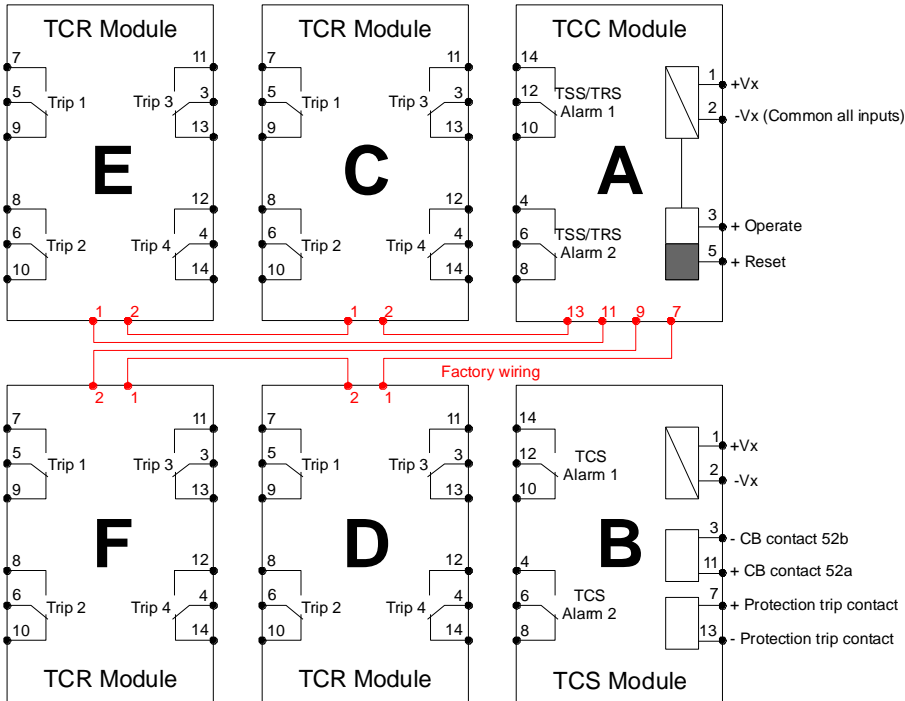 TCR Module
7
11
5
Trip 1
Trip 3
3
9
13
E
8
12
6
Trip 2
Trip 4
4
10
14
1
2
TCR Module
7
11
5
Trip 1
Trip 3
3
9
13
C
8
12
6
Trip 2
Trip 4
4
10
14
1
2
TCC Module
14
12
TSS/TRS
Alarm 1
10
1
+Vx
2
-Vx (Common all inputs)
A
4
6
TSS/TRS
Alarm 2
8
3
+ Operate
5
+ Reset
13
11
9
7
Factory wiring
2
1
7
11
5
Trip 1
Trip 3
3
9
13
F
8
12
6
Trip 2
Trip 4
4
10
14
TCR Module
2
1
7
11
5
Trip 1
Trip 3
3
9
13
D
8
12
6
Trip 2
Trip 4
4
10
14
TCR Module
14
12
TCS
Alarm 1
10
1
+Vx
2
-Vx
B
3
- CB contact 52b
11
+ CB contact 52a
4
6
TCS
Alarm 2
8
7
+ Protection trip contact
13
- Protection trip contact
TCS Module